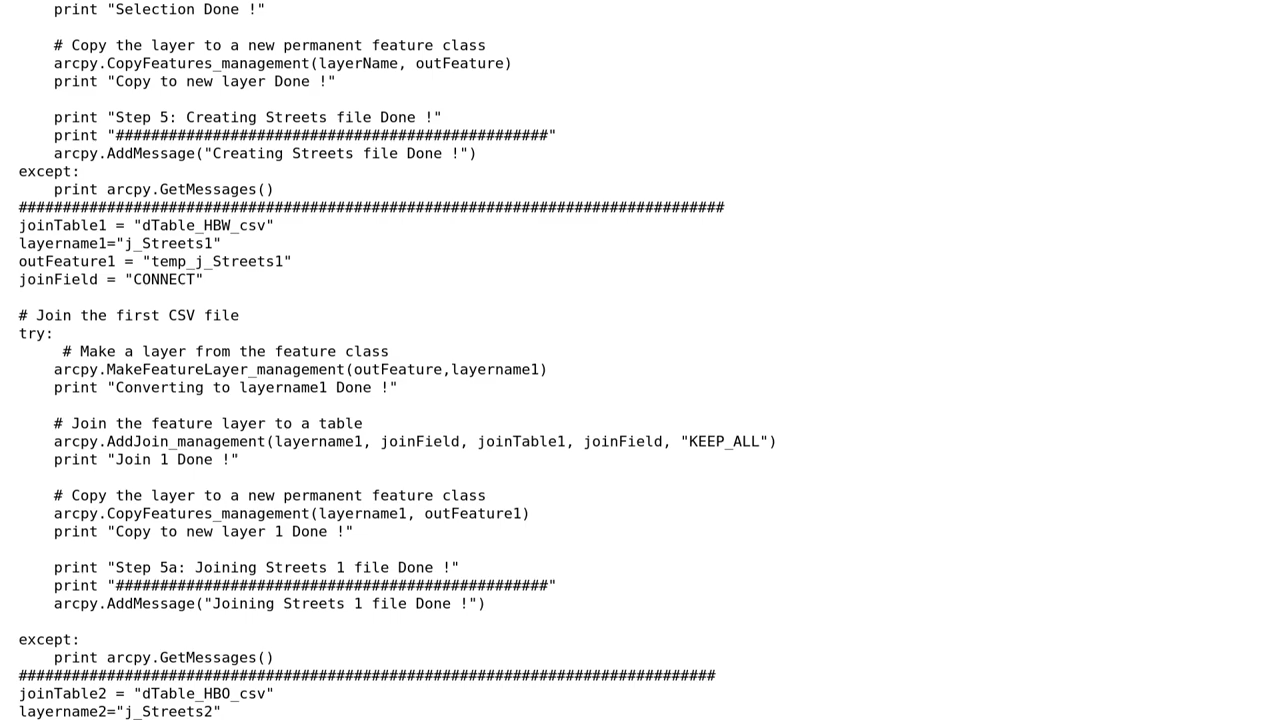 print "Selection Done !"

    # Copy the layer to a new permanent feature class
    arcpy.CopyFeatures_management(layerName, outFeature)
    print "Copy to new layer Done !"

    print "Step 5: Creating Streets file Done !"
    print "#################################################"
    arcpy.AddMessage("Creating Streets file Done !")
except:
    print arcpy.GetMessages()
################################################################################
joinTable1 = "dTable_HBW_csv"
layername1="j_Streets1"
outFeature1 = "temp_j_Streets1"
joinField = "CONNECT"

# Join the first CSV file
try:
     # Make a layer from the feature class
    arcpy.MakeFeatureLayer_management(outFeature,layername1)
    print "Converting to layername1 Done !"

    # Join the feature layer to a table
    arcpy.AddJoin_management(layername1, joinField, joinTable1, joinField, "KEEP_ALL")
    print "Join 1 Done !"

    # Copy the layer to a new permanent feature class
    arcpy.CopyFeatures_management(layername1, outFeature1)
    print "Copy to new layer 1 Done !"

    print "Step 5a: Joining Streets 1 file Done !"
    print "#################################################"
    arcpy.AddMessage("Joining Streets 1 file Done !")

except:
    print arcpy.GetMessages()
###############################################################################
joinTable2 = "dTable_HBO_csv"
layername2="j_Streets2"